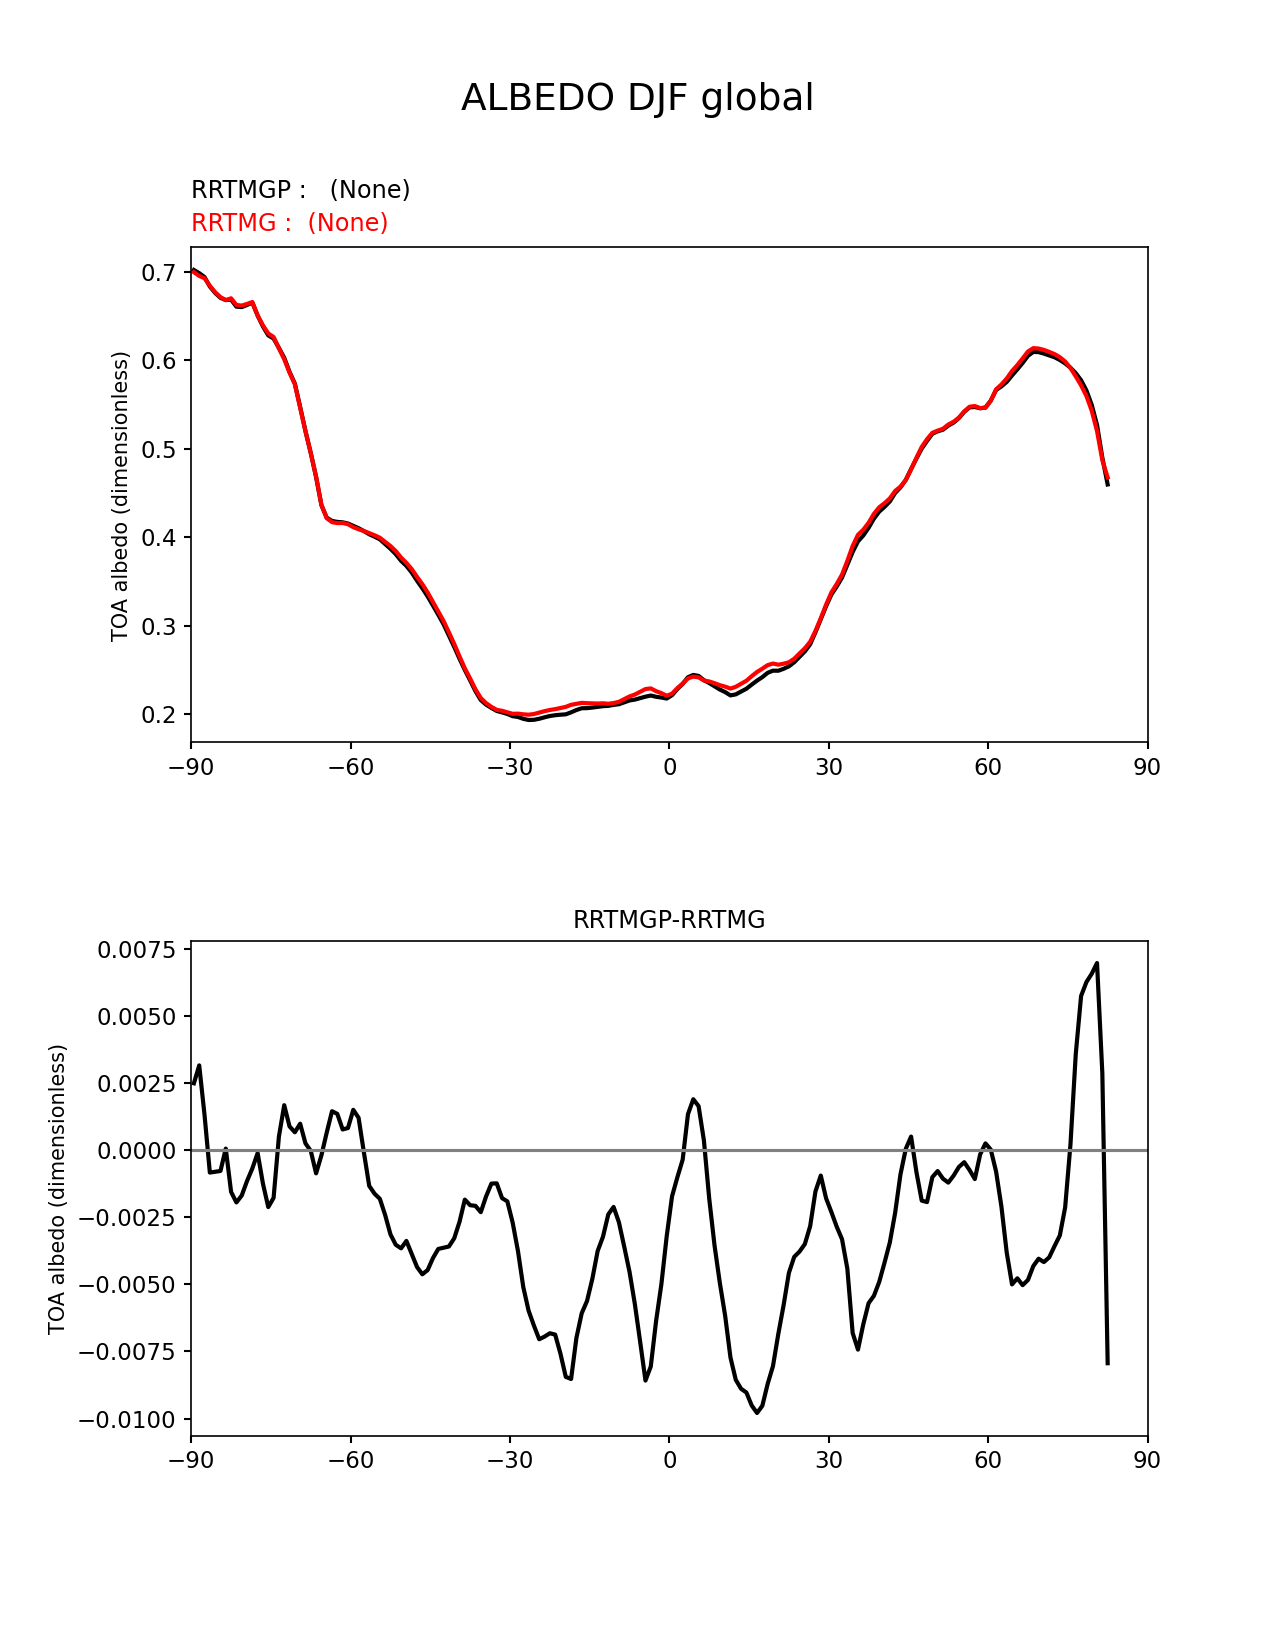 ALBEDO DJF global
RRTMGP :   (None)
RRTMG :  (None)
TOA albedo (dimensionless)
0.7
0.6
0.5
0.4
0.3
0.2
−90 −60 −30 0 30 60 90
RRTMGP-RRTMG
TOA albedo (dimensionless)
0.0075
0.0050
0.0025
0.0000
−0.0025
−0.0050
−0.0075
−0.0100
−90 −60 −30 0 30 60 90